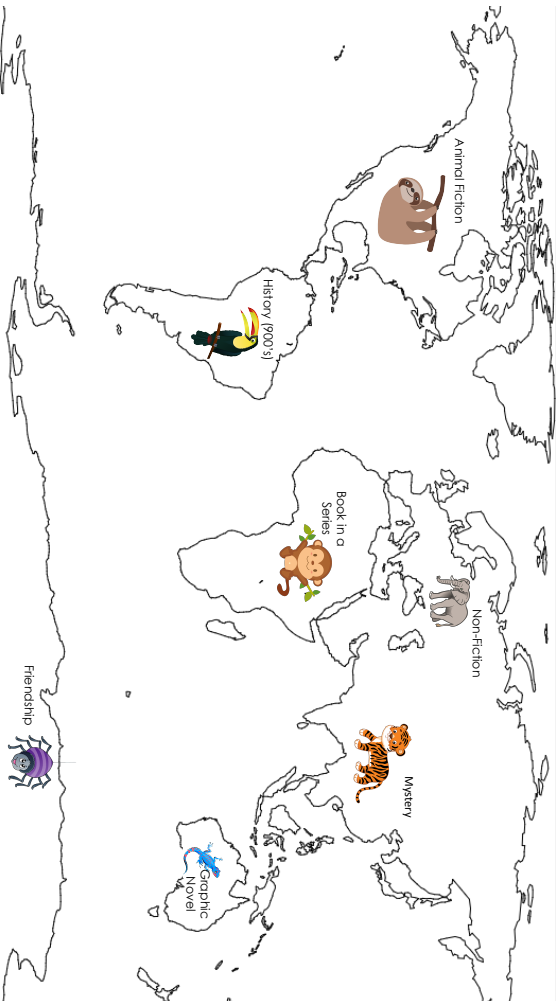 Animal Fiction
History (900's)
Book in a
Series
Non-Fiction
Mystery
Graphic
Novel
Friendship